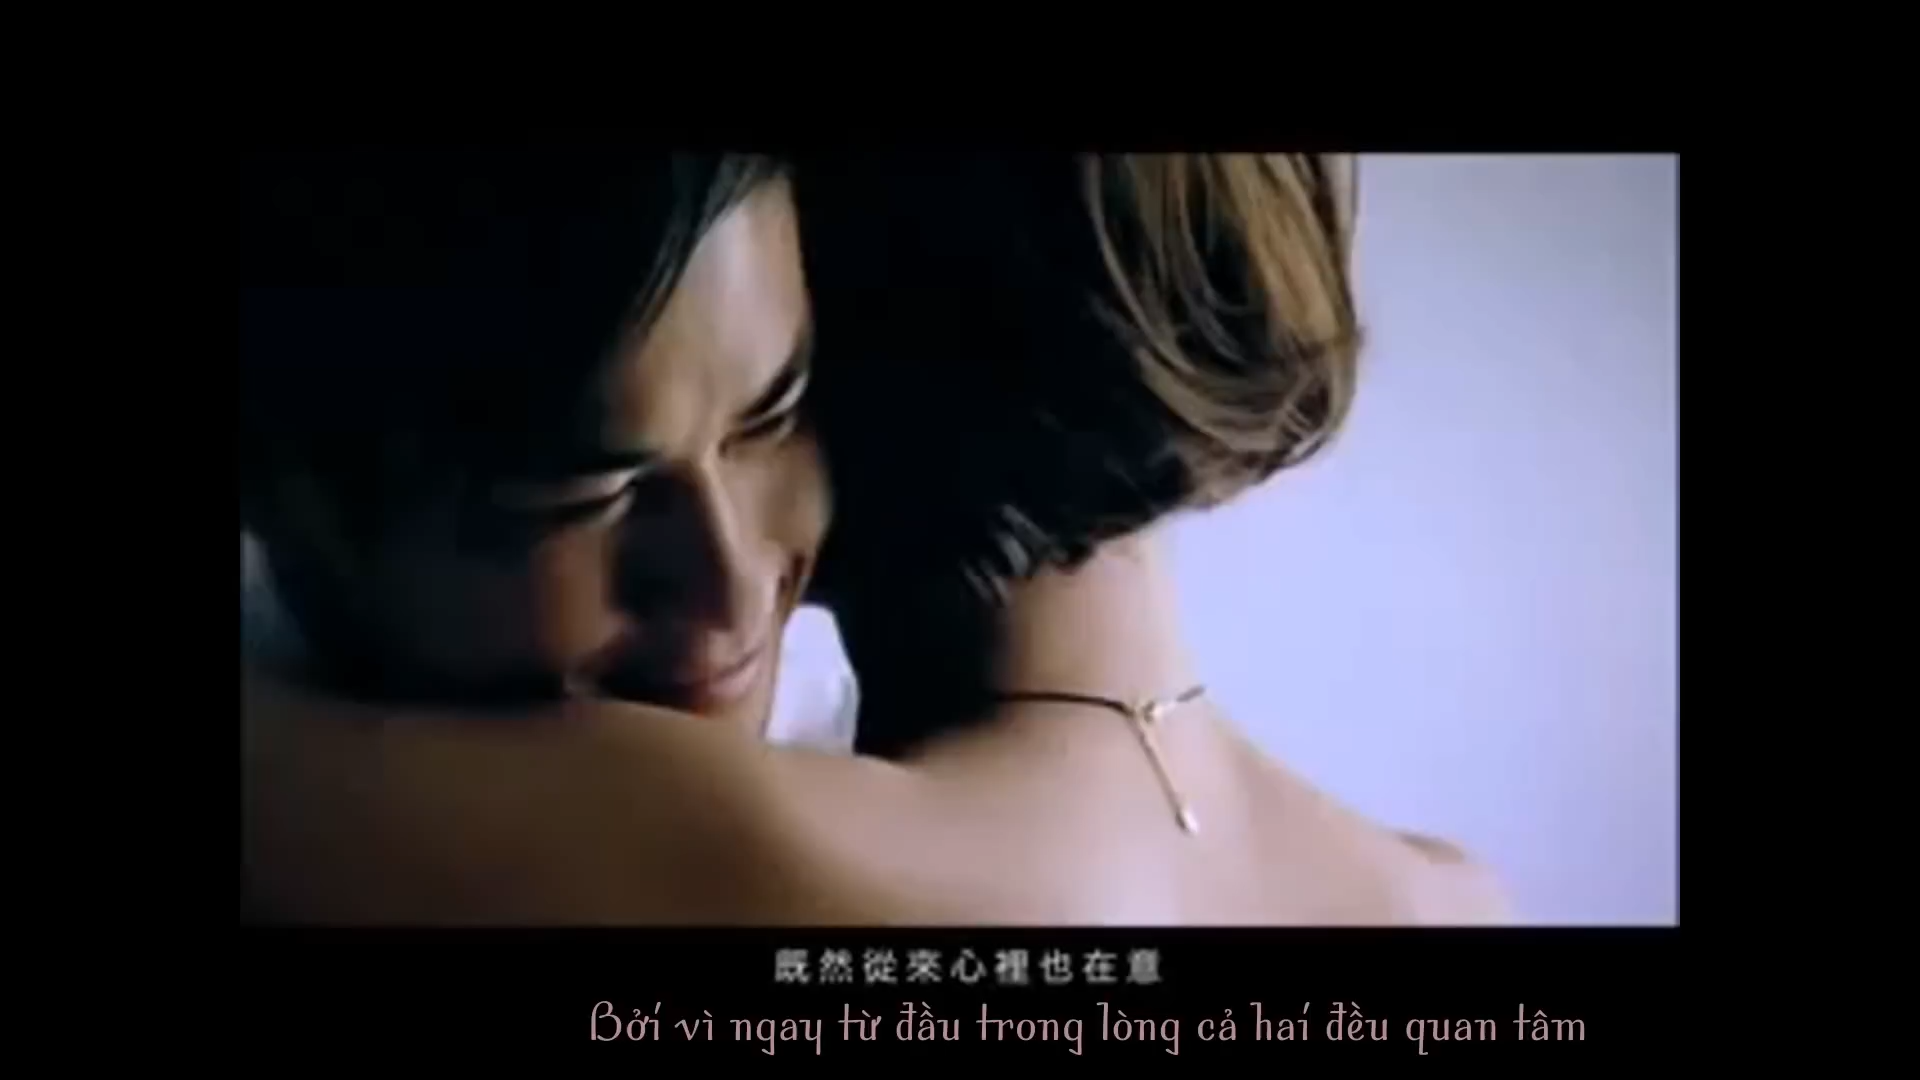 既然從來心裡也在意
Bởi vì ngay từ đầu trong lòng cả hai đều quan tâm